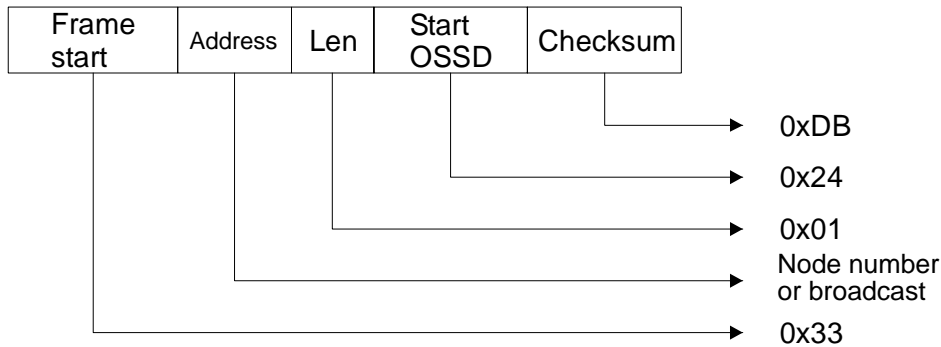 Frame
start
Address
Len
Start
OSSD
Checksum
0xDB
0x24
0x01
Node number
or broadcast
0x33